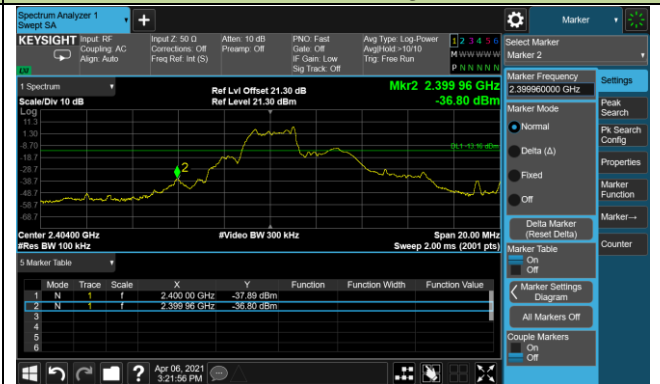 Spectrum Analyzer 1
Swept SA
+
Marker
KEYSIGHT
Input: RF
Coupling: AC
Align: Auto
Input Z: 50 Ω
Corrections: Off
Freq Ref: Int (S)
Atten: 10 dB
Preamp: Off
PNO: Fast
Gate: Off
IF Gain: Low
Sig Track: Off
Avg Type: Log-Power
Avg|Hold:>10/10
Trig: Free Run
1 2 3 4 5 6
M W W W W W
P N N N N N
Select Marker
Marker 2
1 Spectrum
Scale/Div 10 dB
Log
Ref Lvl Offset 21.30 dB
Ref Level 21.30 dBm
Mkr2 2.399 96 GHz
-36.80 dBm
11.3
1.30
-8.70
-18.7
-28.7
-38.7
-48.7
-58.7
-68.7
2
DL1 -13.16 dBm
Center 2.40400 GHz
#Res BW 100 kHz
#Video BW 300 kHz
Span 20.00 MHz
Sweep 2.00 ms (2001 pts)
5 Marker Table
Mode Trace Scale X Y Function Function Width Function Value
1 N 1 f 2.400 00 GHz -37.89 dBm
2 N 1 f 2.399 96 GHz -36.80 dBm
3
4
5
6
Marker Frequency
2.399960000 GHz
Marker Mode
Normal
Delta (Δ)
Fixed
Off
Delta Marker
(Reset Delta)
Marker Table
On
Off
Marker Settings
Diagram
All Markers Off
Couple Markers
On
Off
Settings
Peak
Search
Pk Search
Config
Properties
Marker
Function
Marker→
Counter
?
Apr 06, 2021
3:21:56 PM